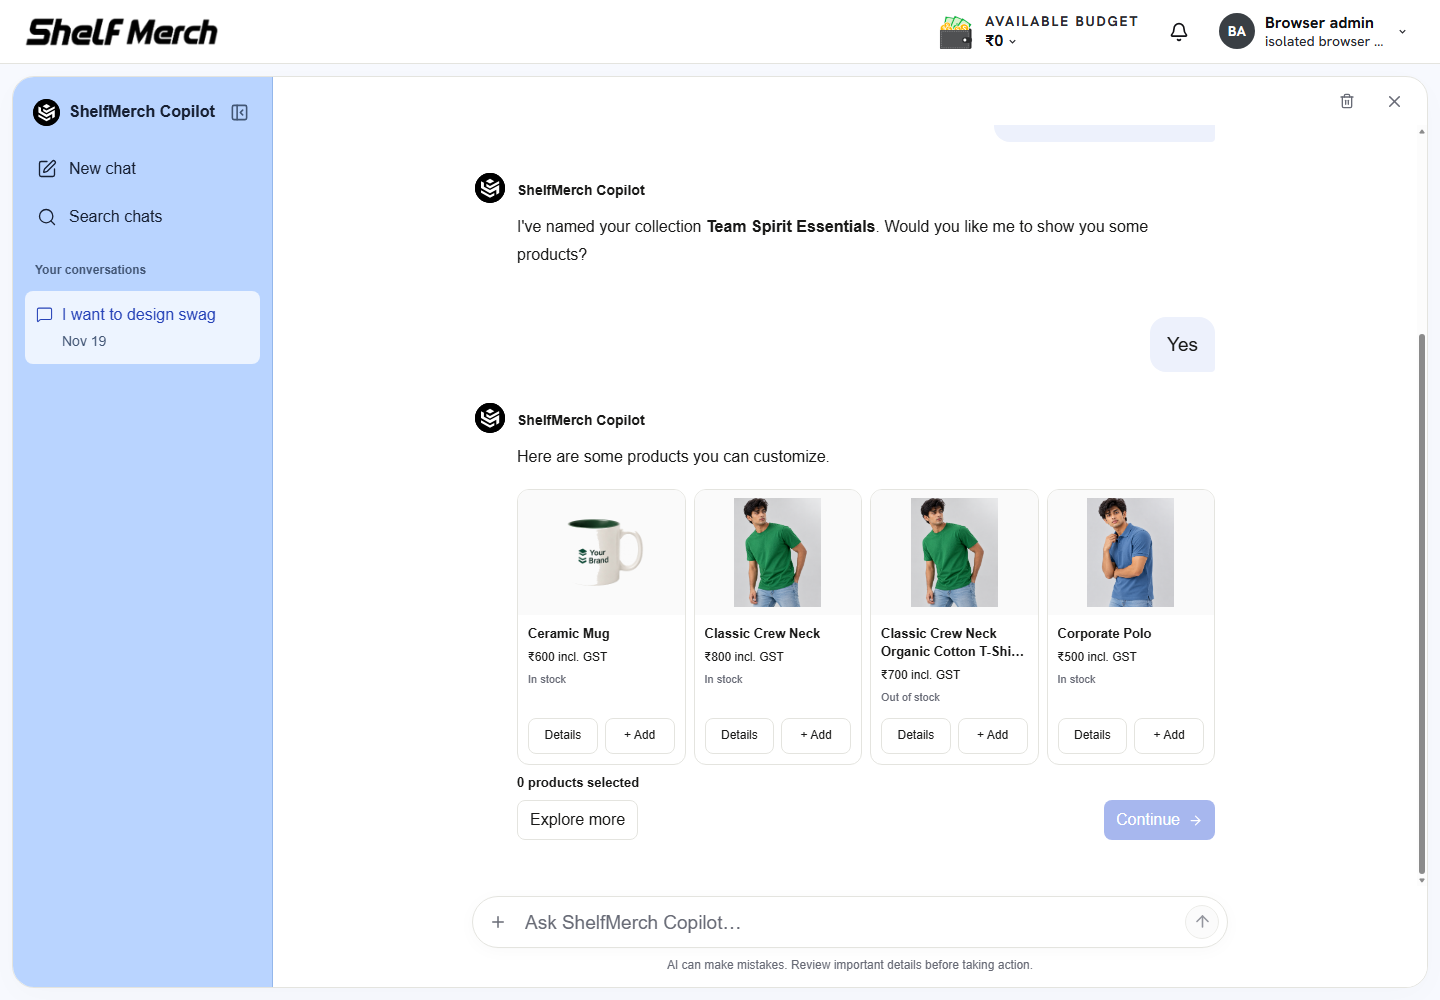 Shelf Merch
AVAILABLE BUDGET
₹0
BA
Browser admin
isolated browser ...
ShelfMerch Copilot
New chat
Search chats
Your conversations
I want to design swag
Nov 19
ShelfMerch Copilot
I've named your collection Team Spirit Essentials. Would you like me to show you some
products?
Yes
ShelfMerch Copilot
Here are some products you can customize.
Your
Brand
Ceramic Mug
₹600 incl. GST
In stock
Details
+ Add
Classic Crew Neck
₹800 incl. GST
In stock
Details
+ Add
Classic Crew Neck
Organic Cotton T-Shi...
₹700 incl. GST
Out of stock
Details
+ Add
Corporate Polo
₹500 incl. GST
In stock
Details
+ Add
0 products selected
Explore more
Continue →
+ Ask ShelfMerch Copilot...
AI can make mistakes. Review important details before taking action.